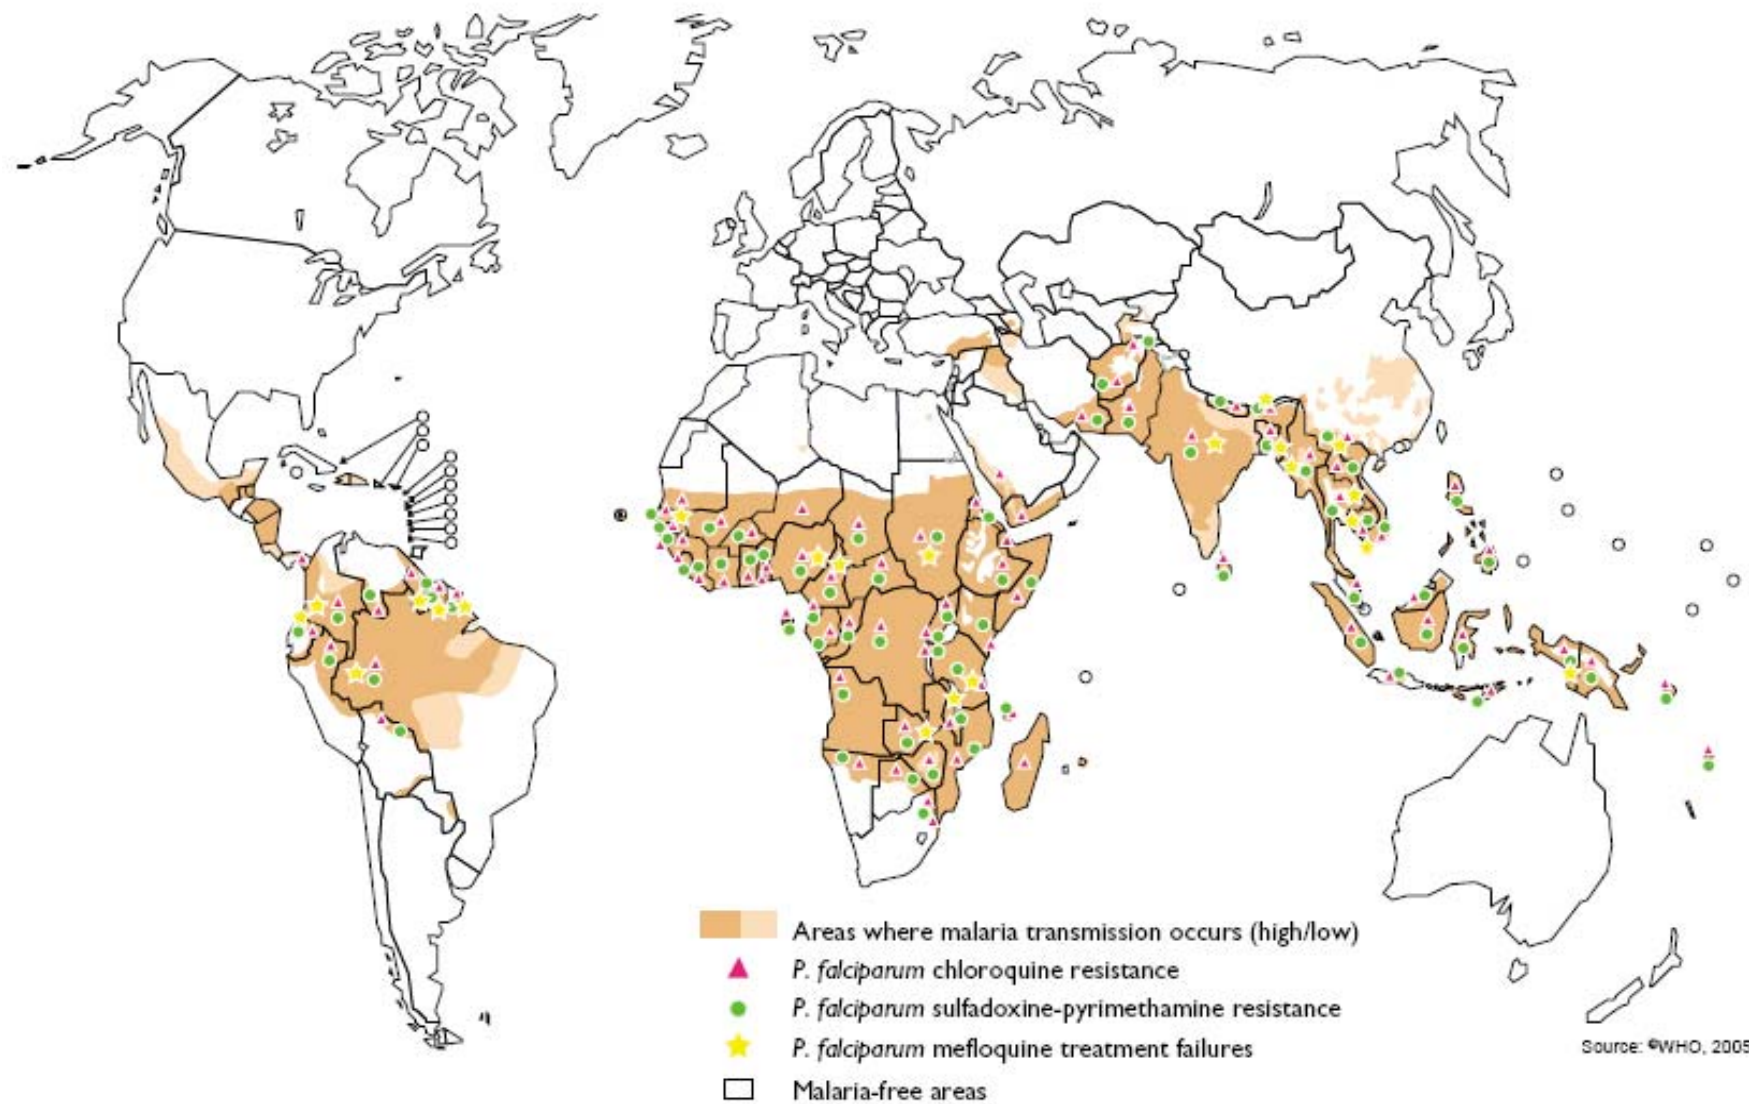 Areas where malaria transmission occurs (high/low)
P. falciparum chloroquine resistance
P. falciparum sulfadoxine-pyrimethamine resistance
P. falciparum mefloquine treatment failures
Source: ©WHO, 2005
Malaria-free areas